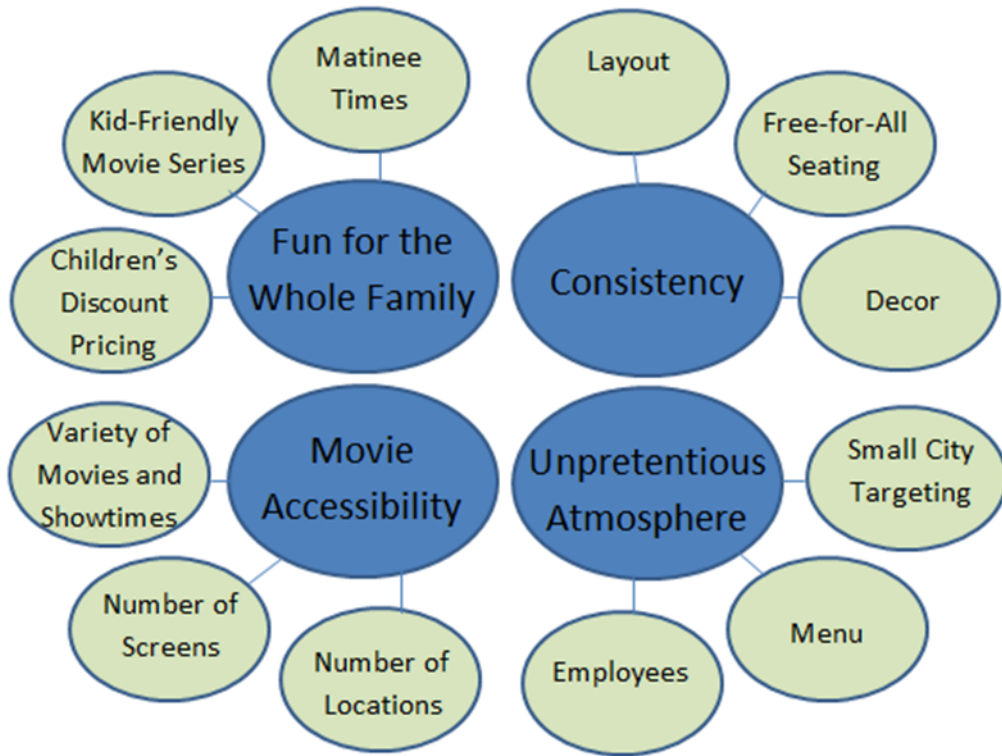 Matinee
Times
Kid-Friendly
Movie Series
Children's
Discount
Pricing
Fun for the
Whole Family
Layout
Free-for-All
Seating
Decor
Consistency
Variety of
Movies and
Showtimes
Number of
Screens
Number of
Locations
Movie
Accessibility
Small City
Targeting
Menu
Employees
Unpretentious
Atmosphere